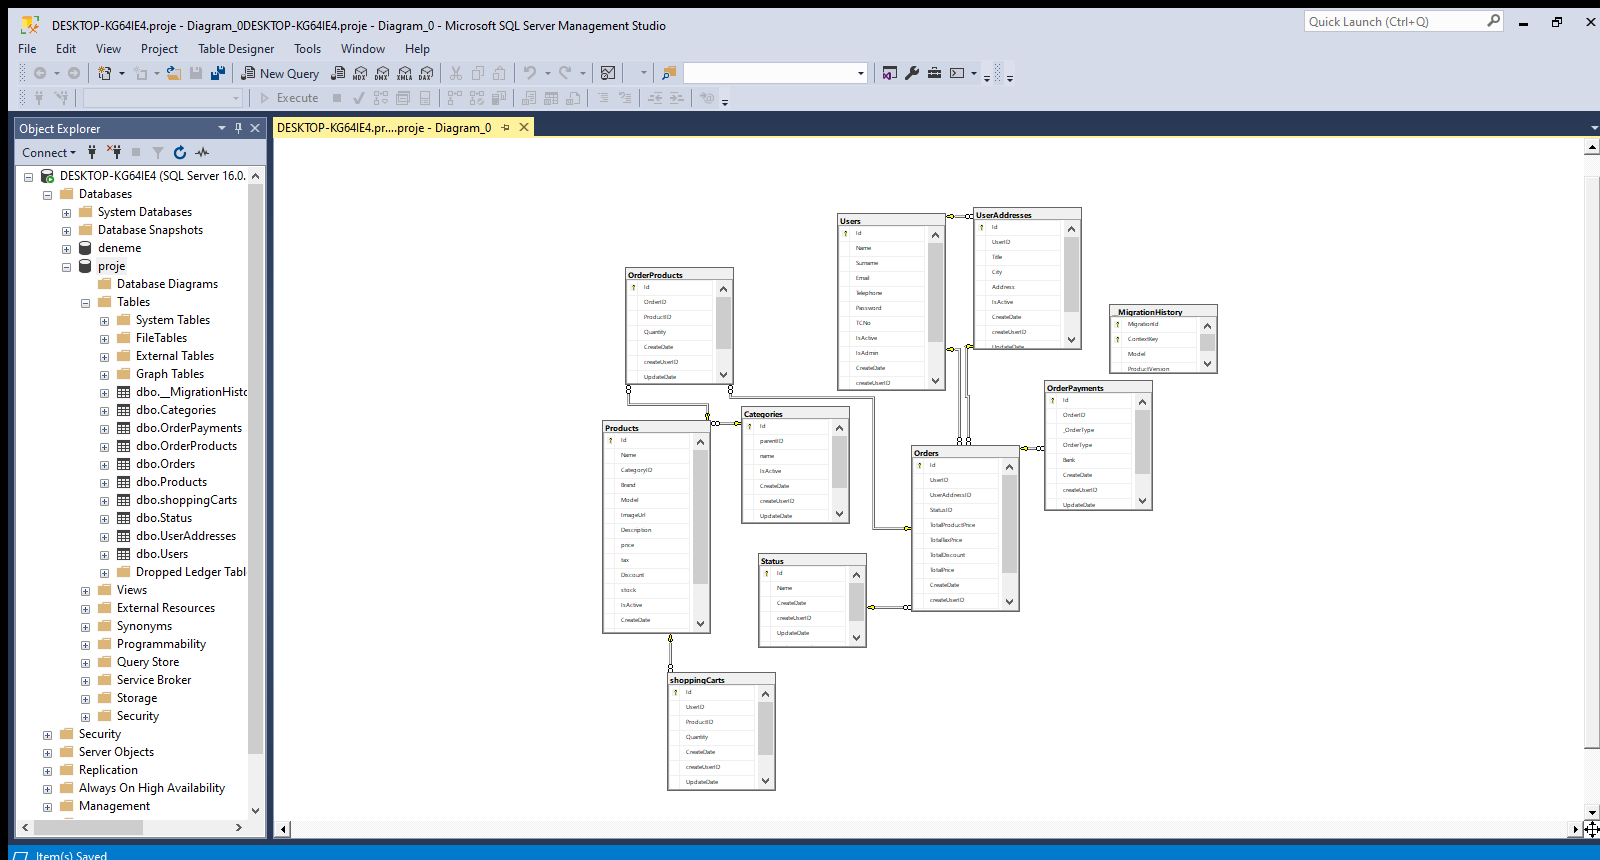 DESKTOP-KG64IE4.proje - Diagram_0DESKTOP-KG64IE4.proje - Diagram_0 - Microsoft SQL Server Management Studio
Quick Launch (Ctrl+Q)
File Edit View Project Table Designer Tools Window Help
New Query MDX DMX XMLA DAX
Execute
Object Explorer
DESKTOP-KG64IE4.pr....proje - Diagram_0
Connect
DESKTOP-KG64IE4 (SQL Server 16.0.
Databases
System Databases
Database Snapshots
deneme
proje
Database Diagrams
Tables
System Tables
FileTables
External Tables
Graph Tables
dbo.__MigrationHistc
dbo.Categories
dbo.OrderPayments
dbo.OrderProducts
dbo.Orders
dbo.Products
dbo.shoppingCarts
dbo.Status
dbo.UserAddresses
dbo.Users
Dropped Ledger Tabl
Views
External Resources
Synonyms
Programmability
Query Store
Service Broker
Storage
Security
Security
Server Objects
Replication
Always On High Availability
Management
Users
Id
Name
Surname
Email
Telephone
Password
TCNo
IsActive
IsAdmin
CreateDate
createUserID
UserAddresses
Id
UserID
Title
City
Address
IsActive
CreateDate
createUserID
UpdateDate
OrderProducts
Id
OrderID
ProductID
Quantity
CreateDate
createUserID
UpdateDate
__MigrationHistory
MigrationId
ContextKey
Model
ProductVersion
OrderPayments
Id
OrderID
_OrderType
OrderType
Bank
CreateDate
createUserID
UpdateDate
Categories
Id
parentID
name
IsActive
CreateDate
createUserID
UpdateDate
Products
Id
Name
CategoryID
Brand
Model
ImageUrl
Description
price
tax
Discount
stock
IsActive
CreateDate
Orders
Id
UserID
UserAddressID
StatusID
TotalProductPrice
TotalTaxPrice
TotalDiscount
TotalPrice
CreateDate
createUserID
Status
Id
Name
CreateDate
createUserID
UpdateDate
shoppingCarts
Id
UserID
ProductID
Quantity
CreateDate
createUserID
UpdateDate
Item(s) Saved